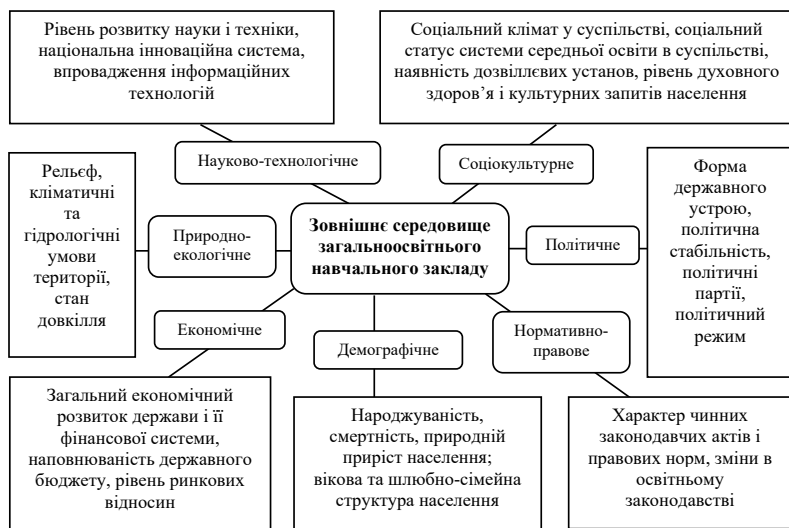 Рівень розвитку науки і техніки,
національна інноваційна система,
впровадження інформаційних
технологій
Соціальний клімат у суспільстві, соціальний
статус системи середньої освіти в суспільстві,
наявність дозвіллєвих установ, рівень духовного
здоров’я і культурних запитів населення
Науково-технологічне
Соціокультурне
Рельєф,
кліматичні
та
гідрологічні
умови
території,
стан
довкілля
Природно-
екологічне
Зовнішнє середовище
загальноосвітнього
навчального закладу
Політичне
Форма
державного
устрою,
політична
стабільність,
політичні
партії,
політичний
режим
Економічне
Демографічне
Нормативно-
правове
Загальний економічний
розвиток держави і її
фінансової системи,
наповнюваність державного
бюджету, рівень ринкових
відносин
Народжуваність,
смертність, природній
приріст населення;
вікова та шлюбно-сімейна
структура населення
Характер чинних
законодавчих актів і
правових норм, зміни в
освітньому
законодавстві